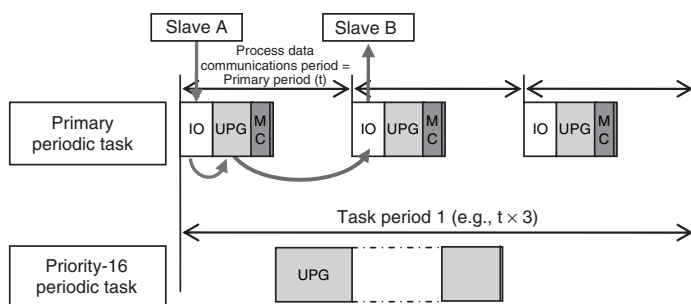 Slave A
Slave B
Process data
communications period =
Primary period (t)
Primary
periodic task
IO
UPG
M
C
IO
UPG
M
C
IO
UPG
M
C
Task period 1 (e.g., t × 3)
Priority-16
periodic task
UPG